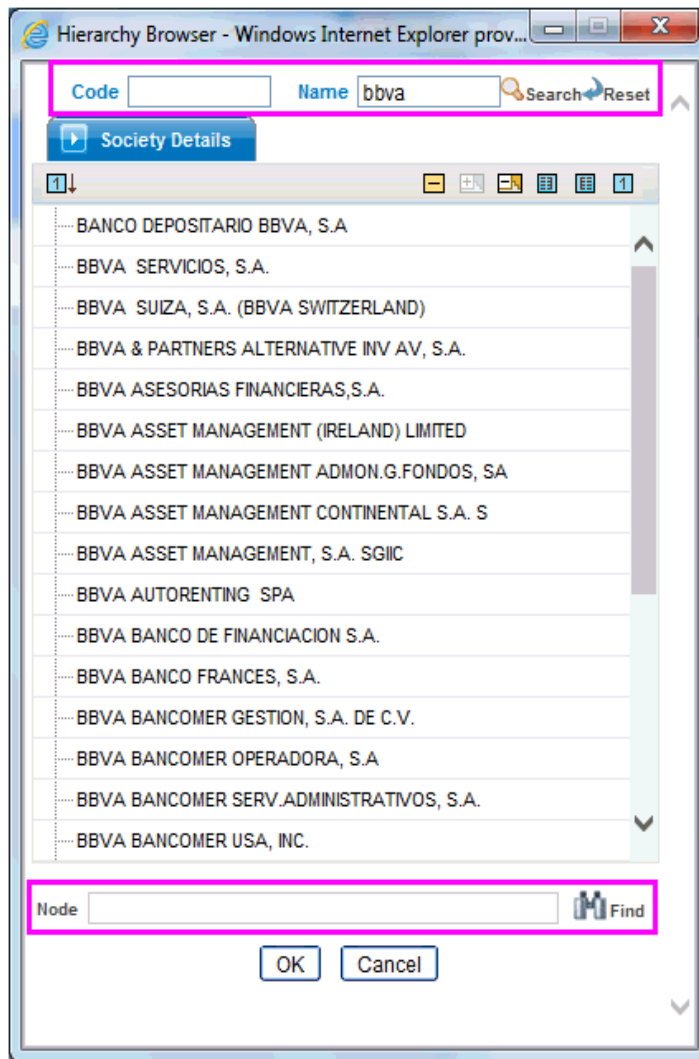 Hierarchy Browser - Windows Internet Explorer prov...
Code Name bbva Search Reset
Society Details
1 1
BANCO DEPOSITARIO BBVA, S.A
BBVA SERVICIOS, S.A.
BBVA SUIZA, S.A. (BBVA SWITZERLAND)
BBVA & PARTNERS ALTERNATIVE INV AV, S.A.
BBVA ASESORIAS FINANCIERAS,S.A.
BBVA ASSET MANAGEMENT (IRELAND) LIMITED
BBVA ASSET MANAGEMENT ADMON.G.FONDOS, SA
BBVA ASSET MANAGEMENT CONTINENTAL S.A. S
BBVA ASSET MANAGEMENT, S.A. SGIIC
BBVA AUTORENTING SPA
BBVA BANCO DE FINANCIACION S.A.
BBVA BANCO FRANCES, S.A.
BBVA BANCOMER GESTION, S.A. DE C.V.
BBVA BANCOMER OPERADORA, S.A
BBVA BANCOMER SERV.ADMINISTRATIVOS, S.A.
BBVA BANCOMER USA, INC.
Node Find
OK Cancel